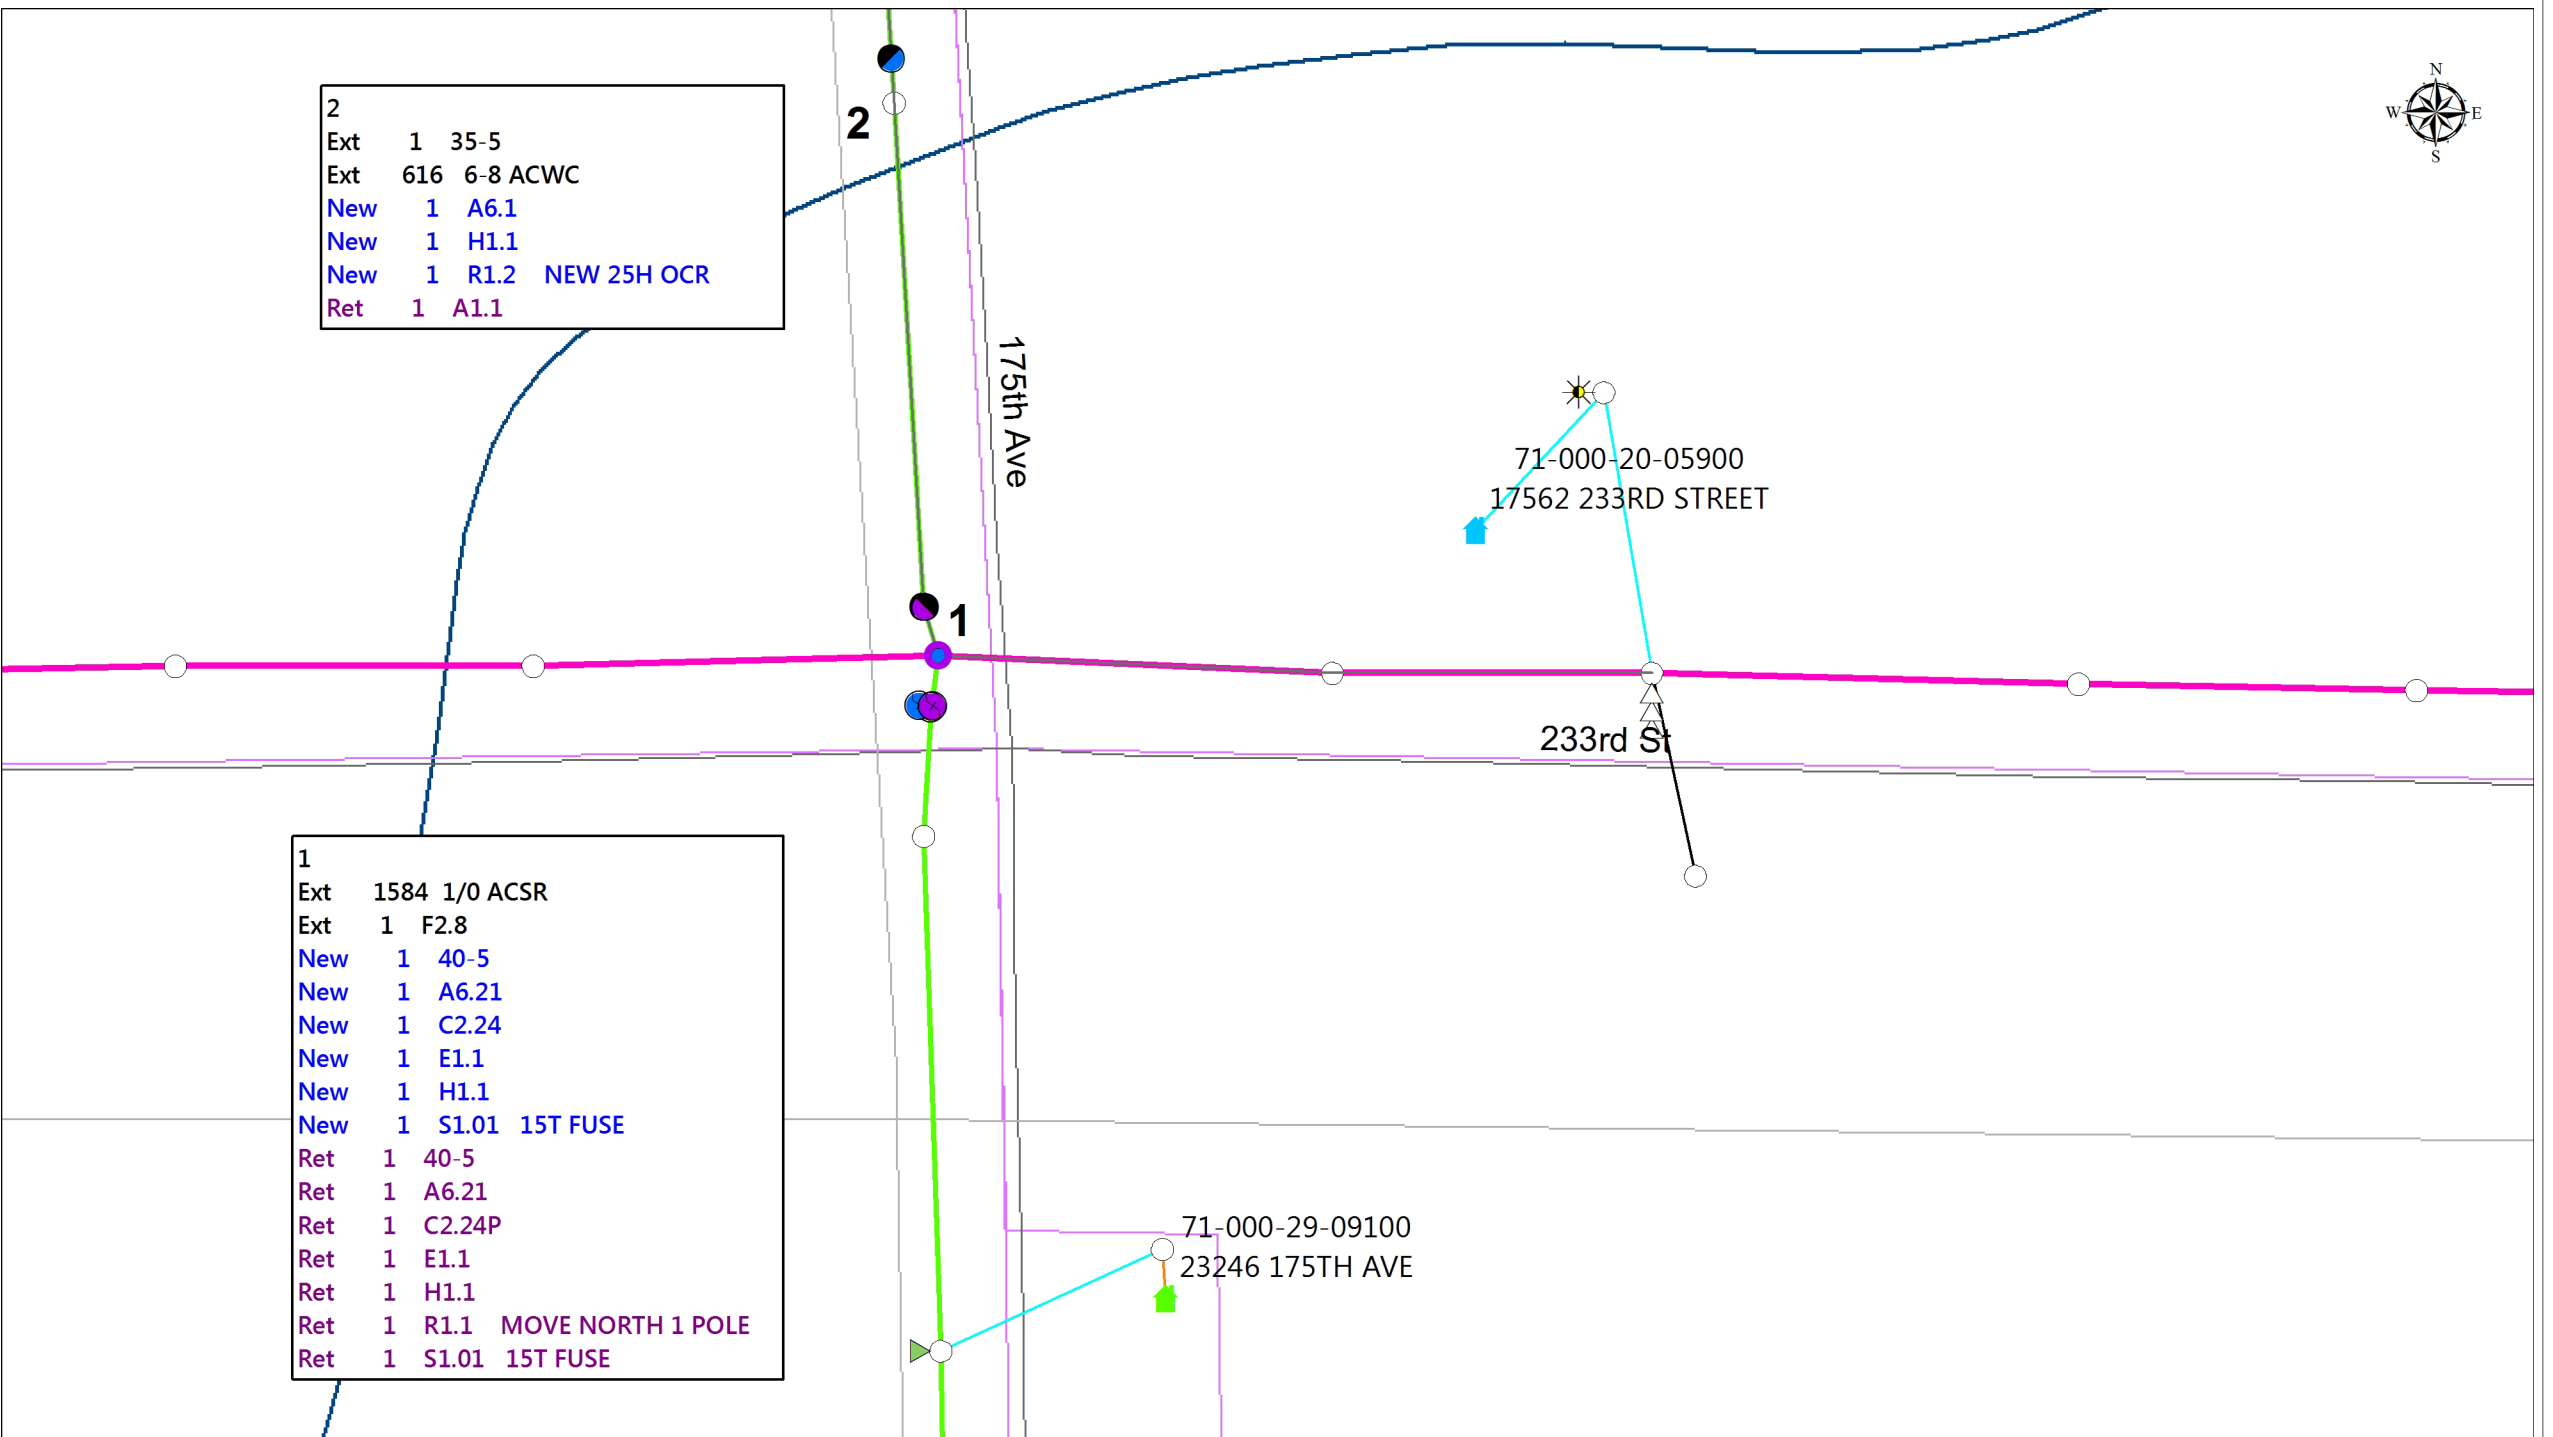 N
W E
S
2
2
Ext 1 35-5
Ext 616 6-8 ACWC
New 1 A6.1
New 1 H1.1
New 1 R1.2 NEW 25H OCR
Ret 1 A1.1
175th Ave
71-000-20-05900
17562 233RD STREET
1
233rd St
1
Ext 1584 1/0 ACSR
Ext 1 F2.8
New 1 40-5
New 1 A6.21
New 1 C2.24
New 1 E1.1
New 1 H1.1
New 1 S1.01 15T FUSE
Ret 1 40-5
Ret 1 A6.21
Ret 1 C2.24P
Ret 1 E1.1
Ret 1 H1.1
Ret 1 R1.1 MOVE NORTH 1 POLE
Ret 1 S1.01 15T FUSE
71-000-29-09100
23246 175TH AVE